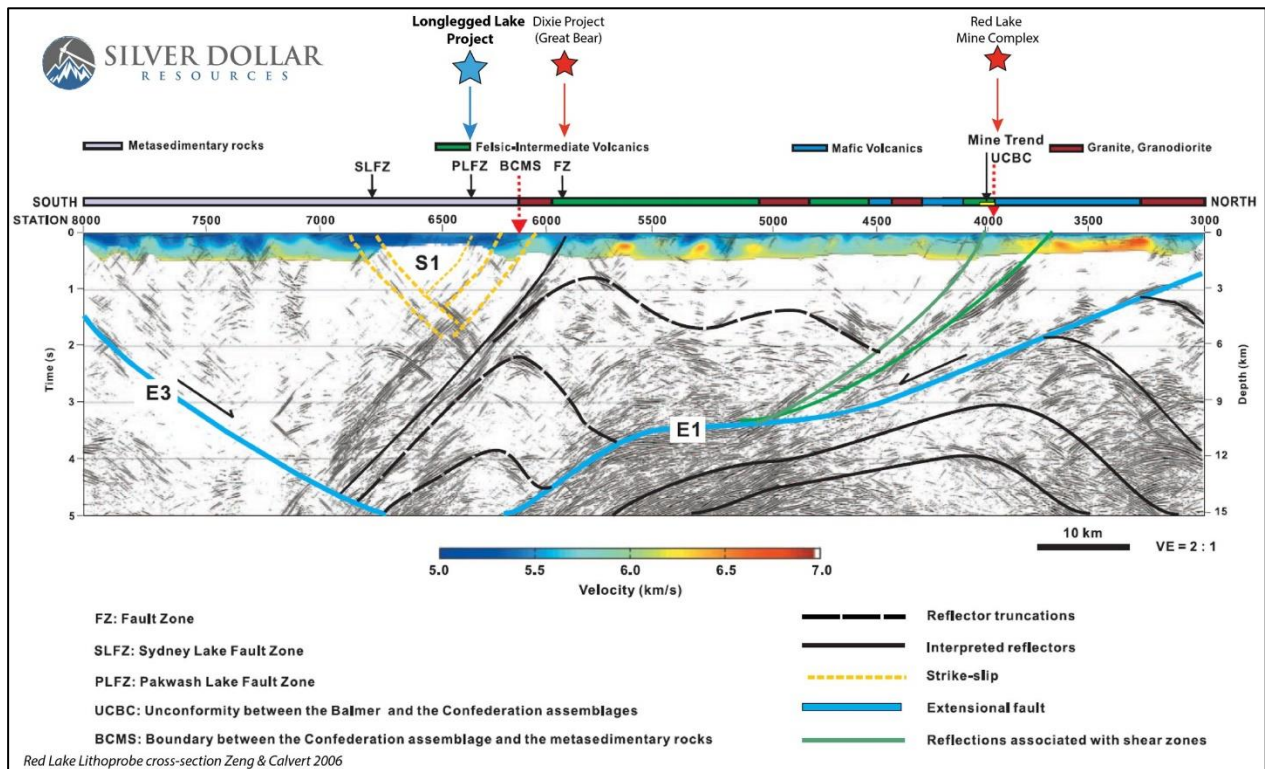 SILVER DOLLAR
RESOURCES
Longlegged Lake
Project
Dixie Project
(Great Bear)
Red Lake
Mine Complex
Metasedimentary rocks
Felsic-Intermediate Volcanics
Mafic Volcanics
Mine Trend
UCBC
Granite, Granodiorite
SLFZ
PLFZ
BCMS
FZ
SOUTH
NORTH
STATION 8000 7500 7000 6500 6000 5500 5000 4500 4000 3500 3000
0
1
2
3
4
5
Time (s)
0
3
6
9
12
15
Depth (km)
S1
E3
E1
10 km
VE = 2 : 1
5.0 5.5 6.0 6.5 7.0
Velocity (km/s)
FZ: Fault Zone
SLFZ: Sydney Lake Fault Zone
PLFZ: Pakwash Lake Fault Zone
UCBC: Unconformity between the Balmer and the Confederation assemblages
BCMS: Boundary between the Confederation assemblage and the metasedimentary rocks
Reflector truncations
Interpreted reflectors
Strike-slip
Extensional fault
Reflections associated with shear zones
Red Lake Lithoprobe cross-section Zeng & Calvert 2006